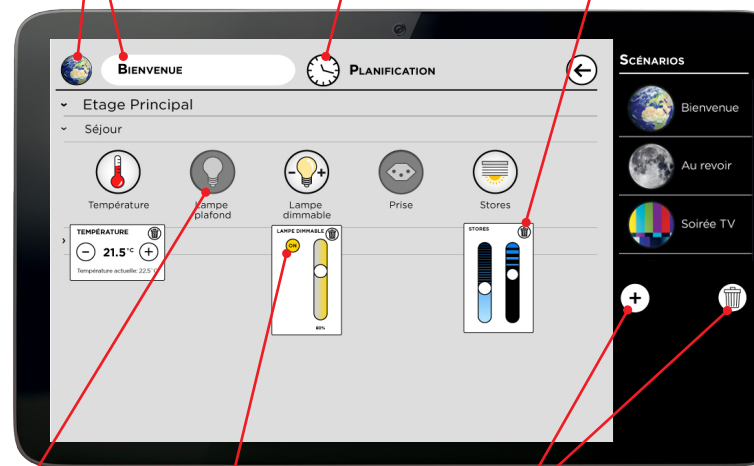 BIENVENUE
PLANIFICATION
SCÉNARIOS
Etage Principal
Séjour
Bienvenue
Au revoir
Soirée TV
Température
Lampe plafond
Lampe dimmable
Prise
Stores
TEMPÉRATURE
21.5°C
Température actuelle: 22,5°C
LAMPE DIMMABLE
ON
60%
STORES